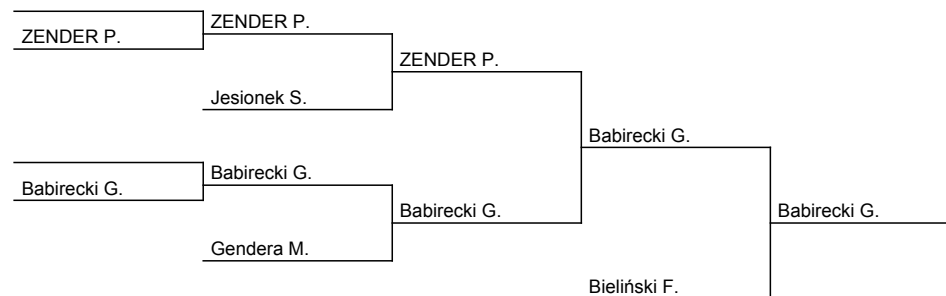 ZENDER P.
ZENDER P.
ZENDER P.
Jesionek S.
Babirecki G.
Babirecki G.
Babirecki G.
Babirecki G.
Babirecki G.
Gendera M.
Bieliński F.